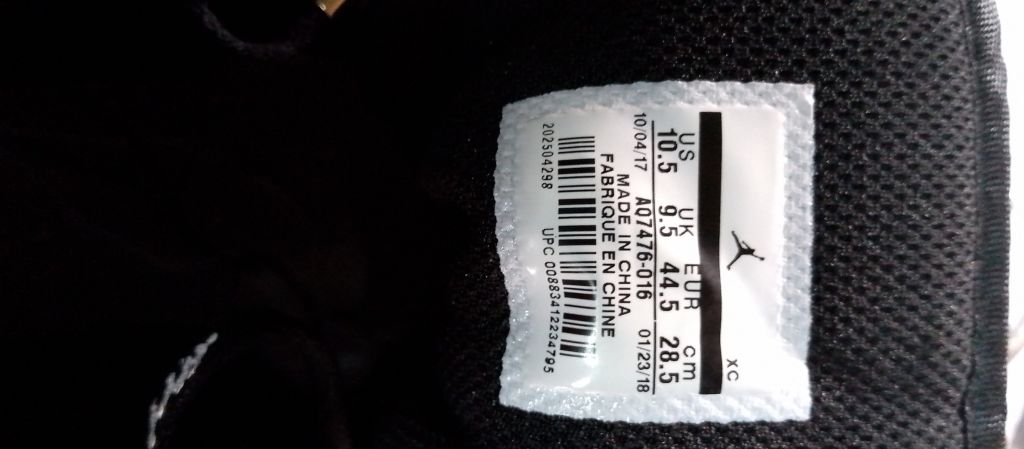 XC
US UK EUR cm
10.5 9.5 44.5 28.5
10/04/17 AQ7476-016 01/23/18
MADE IN CHINA
FABRIQUE EN CHINE
202504298 UPC 00883412234795